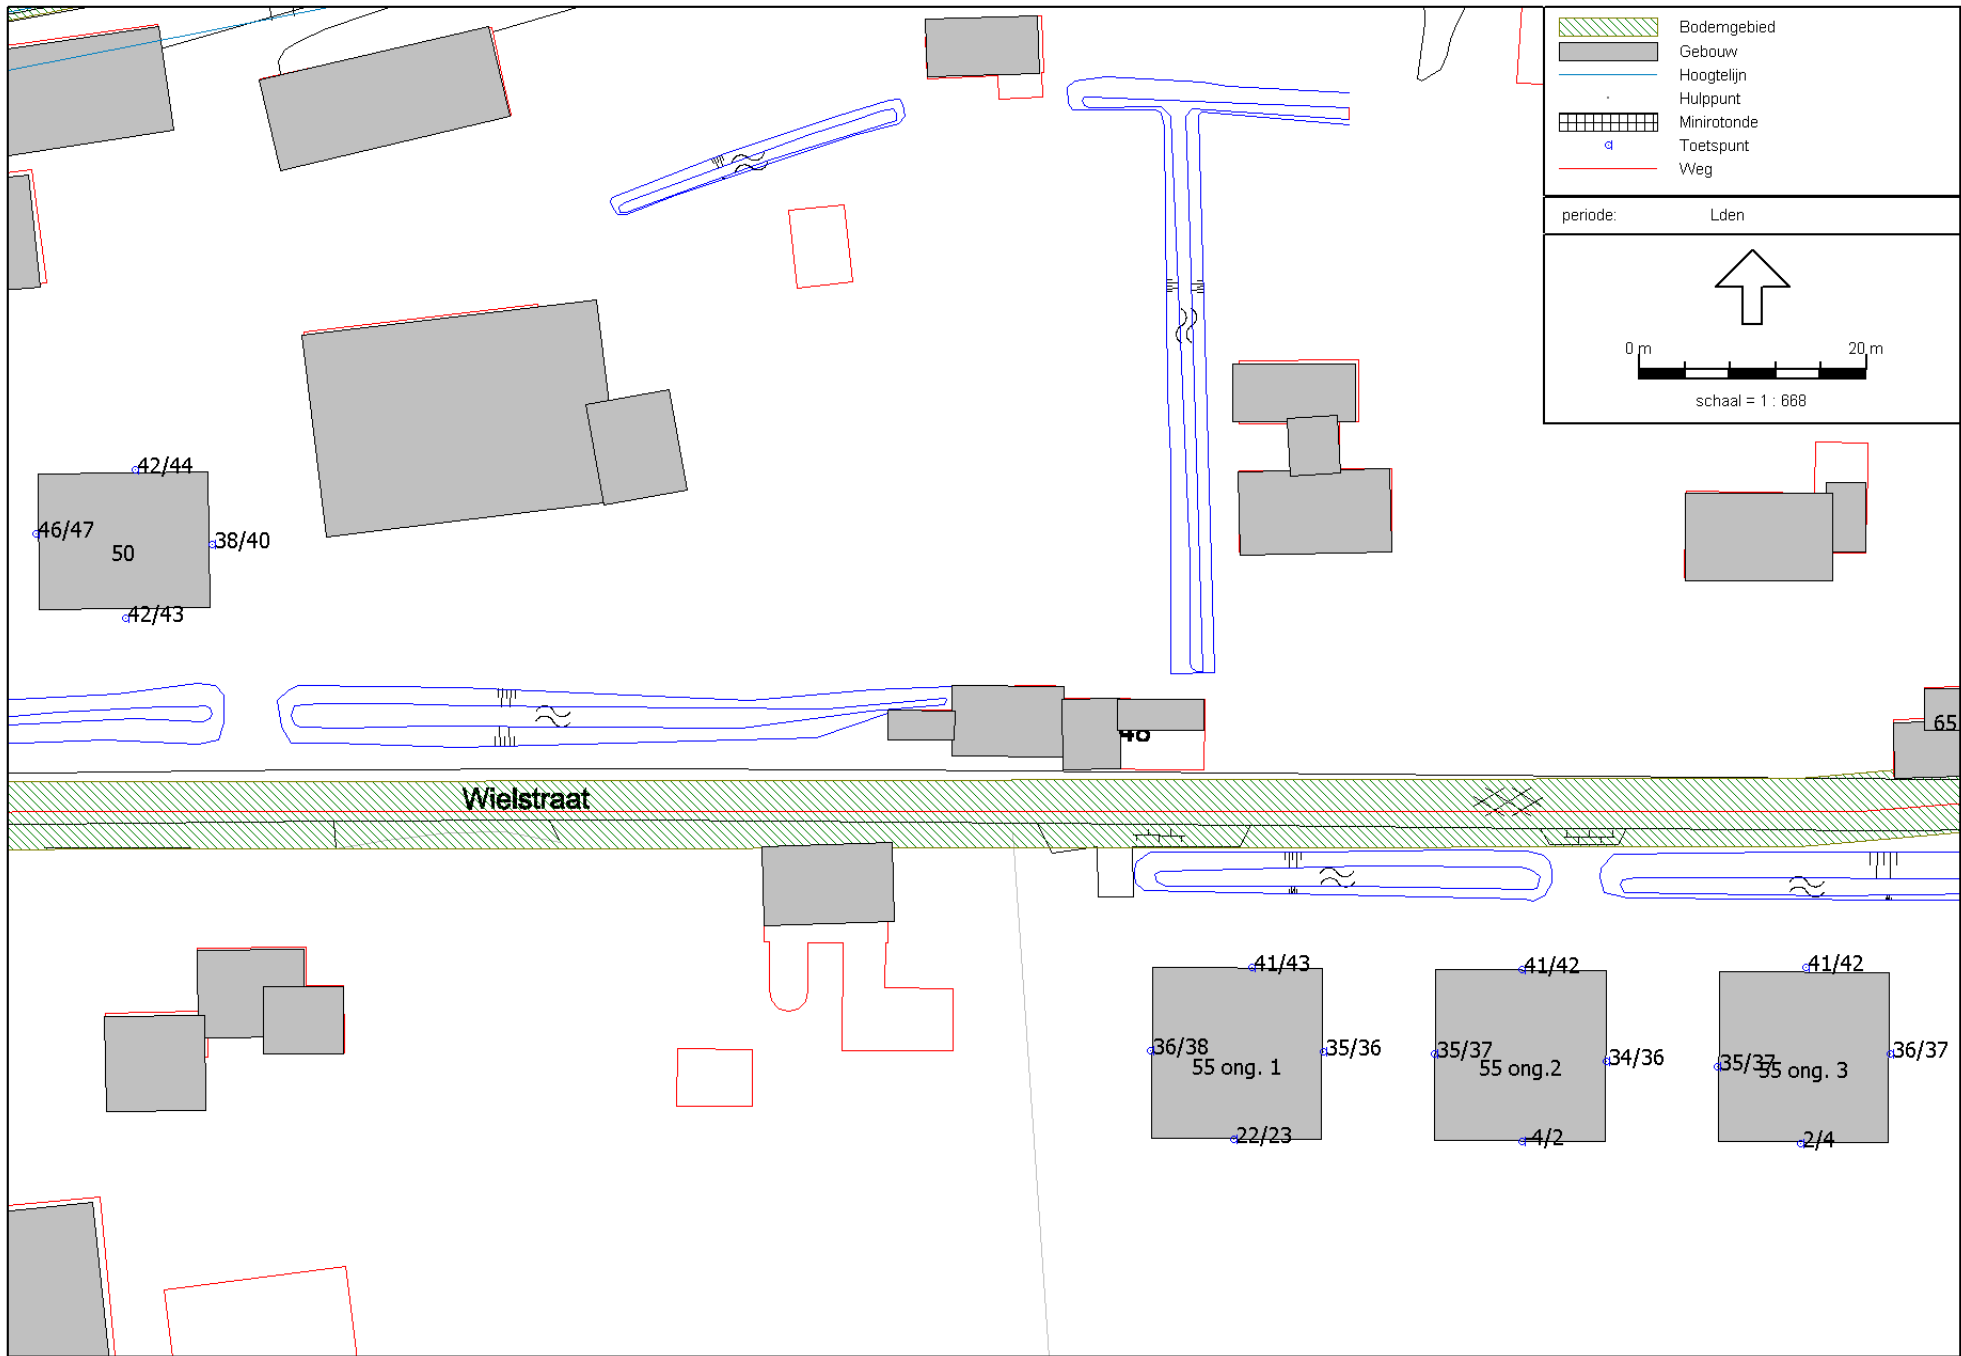 Bodemgebied
Gebouw
Hoogtelijn
Hulppunt
Minirotonde
Toetspunt
Weg
periode: Lden
0 m 20 m
schaal = 1 : 668
42/44
46/47
38/40
50
42/43
65
Wielstraat
41/43
41/42
41/42
36/38
35/36
35/37
34/36
35/37
36/37
55 ong. 1
55 ong.2
55 ong. 3
22/23
-4/2
2/4